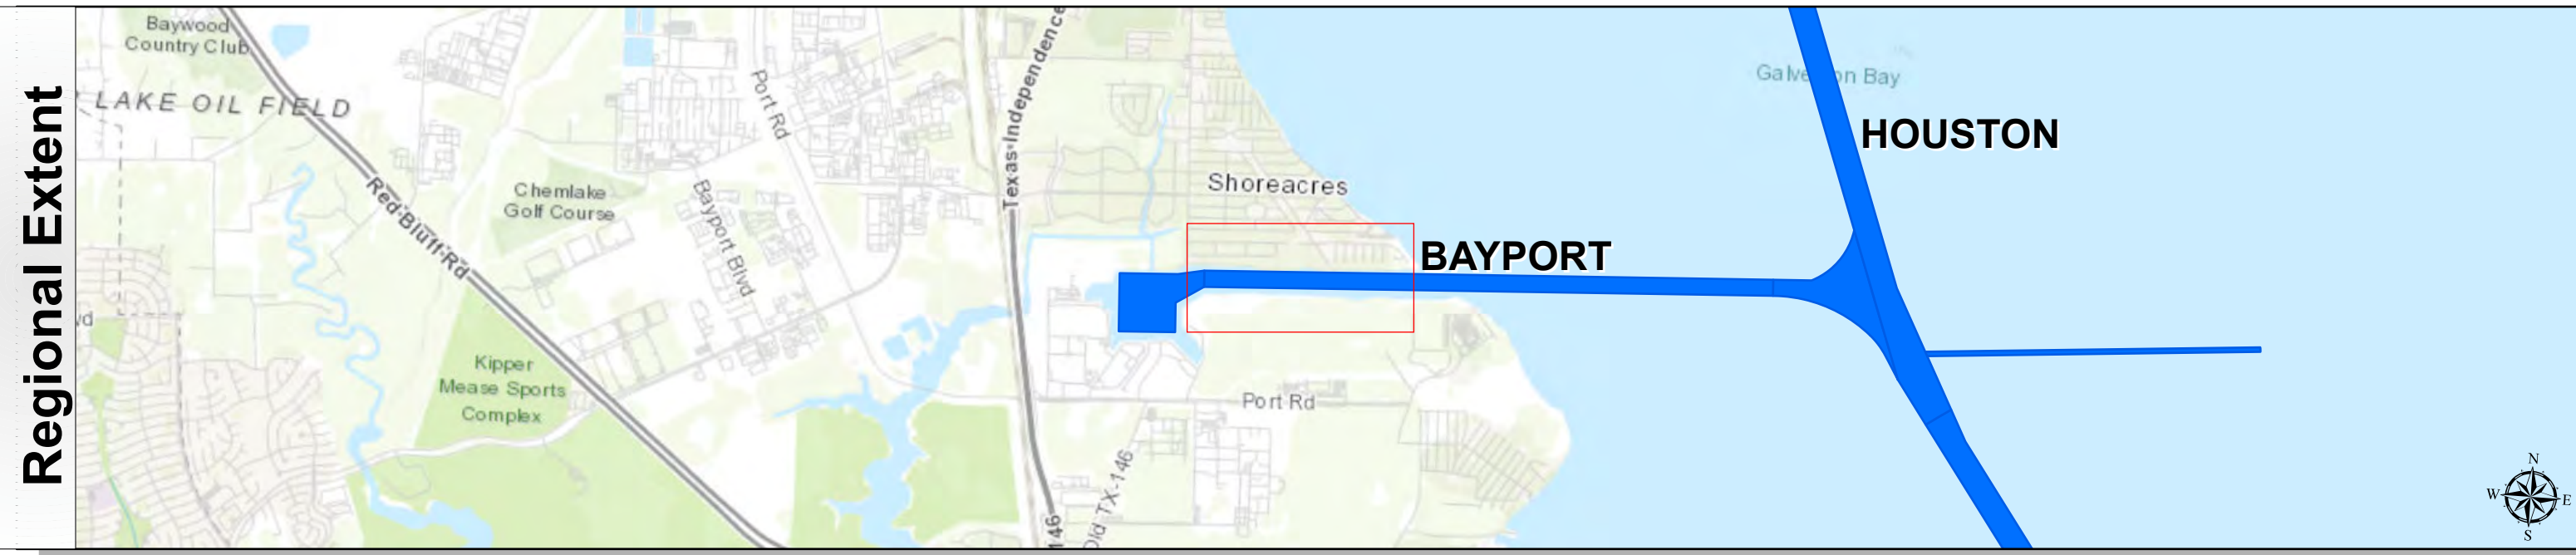 Regional Extent
Baywood
Country Club
LAKE OIL FIELD
Red Bluff Rd
Chemlake
Golf Course
Port Rd
Bayport Blvd
Texas Independence
Shoreacres
BAYPORT
HOUSTON
Galveston Bay
Kipper
Mease Sports
Complex
Port Rd
Old TX-146
146
N
W
E
S